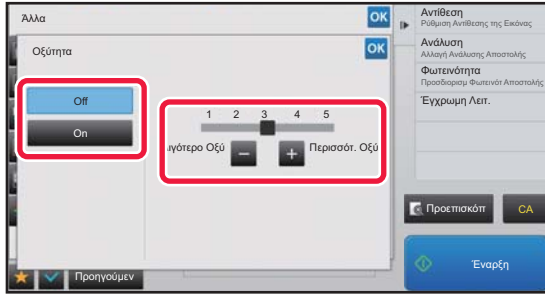 Άλλα
OK
Οξύτητα
OK
Off
On
1 2 3 4 5
ιγότερο Οξύ
Περισσότ. Οξύ
Προηγούμεν
Αντίθεση
Ρύθμιση Αντίθεσης της Εικόνας
Ανάλυση
Αλλαγή Ανάλυσης Αποστολής
Φωτεινότητα
Προσδιορισμ Φωτεινότ Αποστολής
Έγχρωμη Λειτ.
Προεπισκόπ
CA
Έναρξη